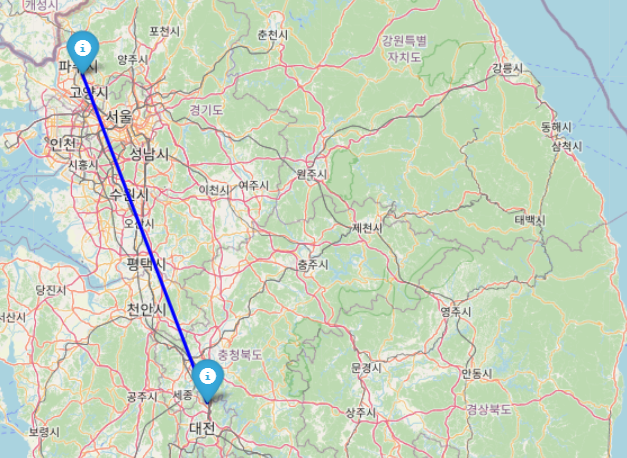 개성시
포천시
춘천시
강원특별
자치도
양주시
파주시
강릉시
고양시
서울
경기도
동해시
인천
성남시
삼척시
시흥시
원주시
이천시
여주시
수원시
오산시
제천시
태백시
평택시
충주시
당진시
천안시
영주시
서산시
충청북도
문경시
안동시
공주시
세종
상주시
경상북도
보령시
대전